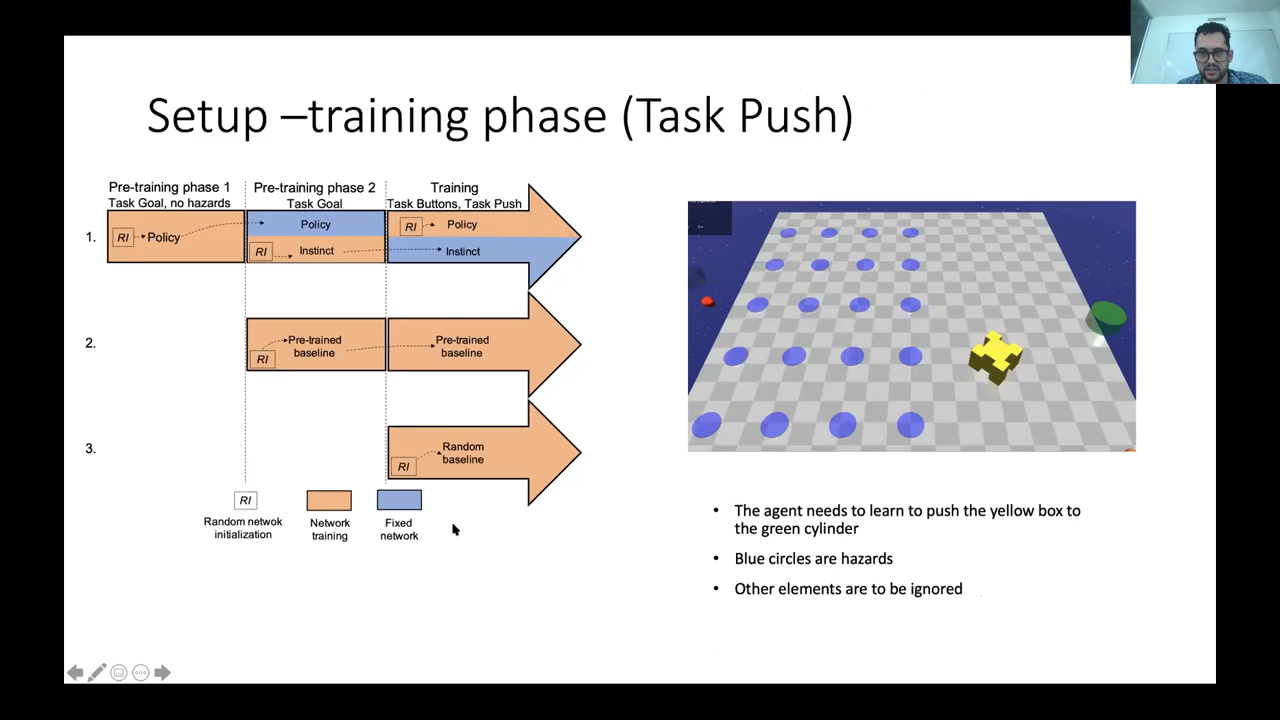 Setup –training phase (Task Push)
Pre-training phase 1
Task Goal, no hazards
Pre-training phase 2
Task Goal
Training
Task Buttons, Task Push
1.
RI
Policy
Policy
RI
Instinct
RI
Policy
Instinct
2.
RI
Pre-trained
baseline
Pre-trained
baseline
3.
RI
Random
baseline
RI
Random netwok
initialization
Network
training
Fixed
network
• The agent needs to learn to push the yellow box to
the green cylinder
• Blue circles are hazards
• Other elements are to be ignored